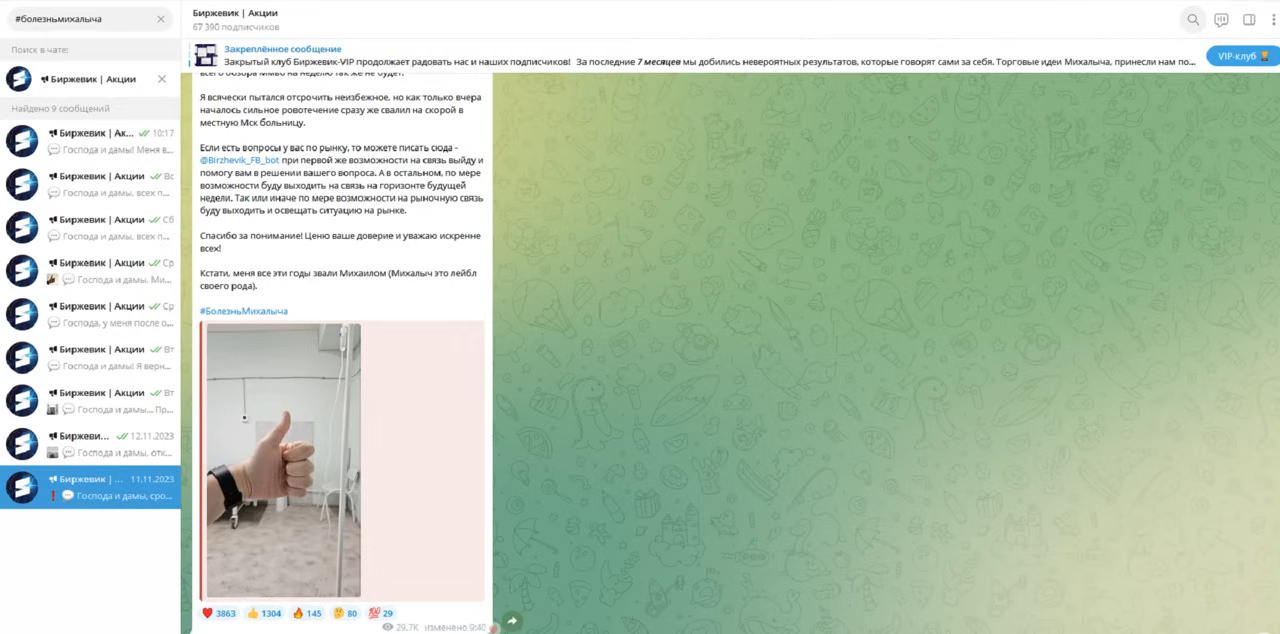 #болезньмихалыча
Поиск в чате:
Биржевик | Акции
Найдено 9 сообщений
Биржевик | Ак... 10:17
Господа и дамы! Меня в...
Биржевик | Акции Вс
Господа и дамы, всех п...
Биржевик | Акции Сб
Господа и дамы, всех п...
Биржевик | Акции Ср
Господа и дамы. Ми...
Биржевик | Акции Ср
Господа, у меня после о...
Биржевик | Акции Вт
Господа и дамы! Я верн...
Биржевик | Акции Вт
Господа и дамы... Пр...
Биржеви... 12.11.2023
Господа и дамы, отк...
Биржевик | ... 11.11.2023
Господа и дамы, сро...
Биржевик | Акции
67 390 подписчиков
Закреплённое сообщение
Закрытый клуб Биржевик-VIP продолжает радовать нас и наших подписчиков! За последние 7 месяцев мы добились невероятных результатов, которые говорят сами за себя. Торговые идеи Михалыча, принесли нам по...
VIP-клуб
на неделю так же не будет.
Я всячески пытался отсрочить неизбежное, но как только вчера
началось сильное ровотечение сразу же свалил на скорой в
местную Мск больницу.
Если есть вопросы у вас по рынку, то можете писать сюда -
@Birzhevik_FB_bot при первой же возможности на связь выйду и
помогу вам в решении вашего вопроса. А в остальном, по мере
возможности буду выходить на связь на горизонте будущей
недели. Так или иначе по мере возможности на рыночную связь
буду выходить и освещать ситуацию на рынке.
Спасибо за понимание! Ценю ваше доверие и уважаю искренне
всех!
Кстати, меня все эти годы звали Михаилом (Михалыч это лейбл
своего рода).
#БолезньМихалыча
3863 1304 145 80 29
29,7K изменено 9:40